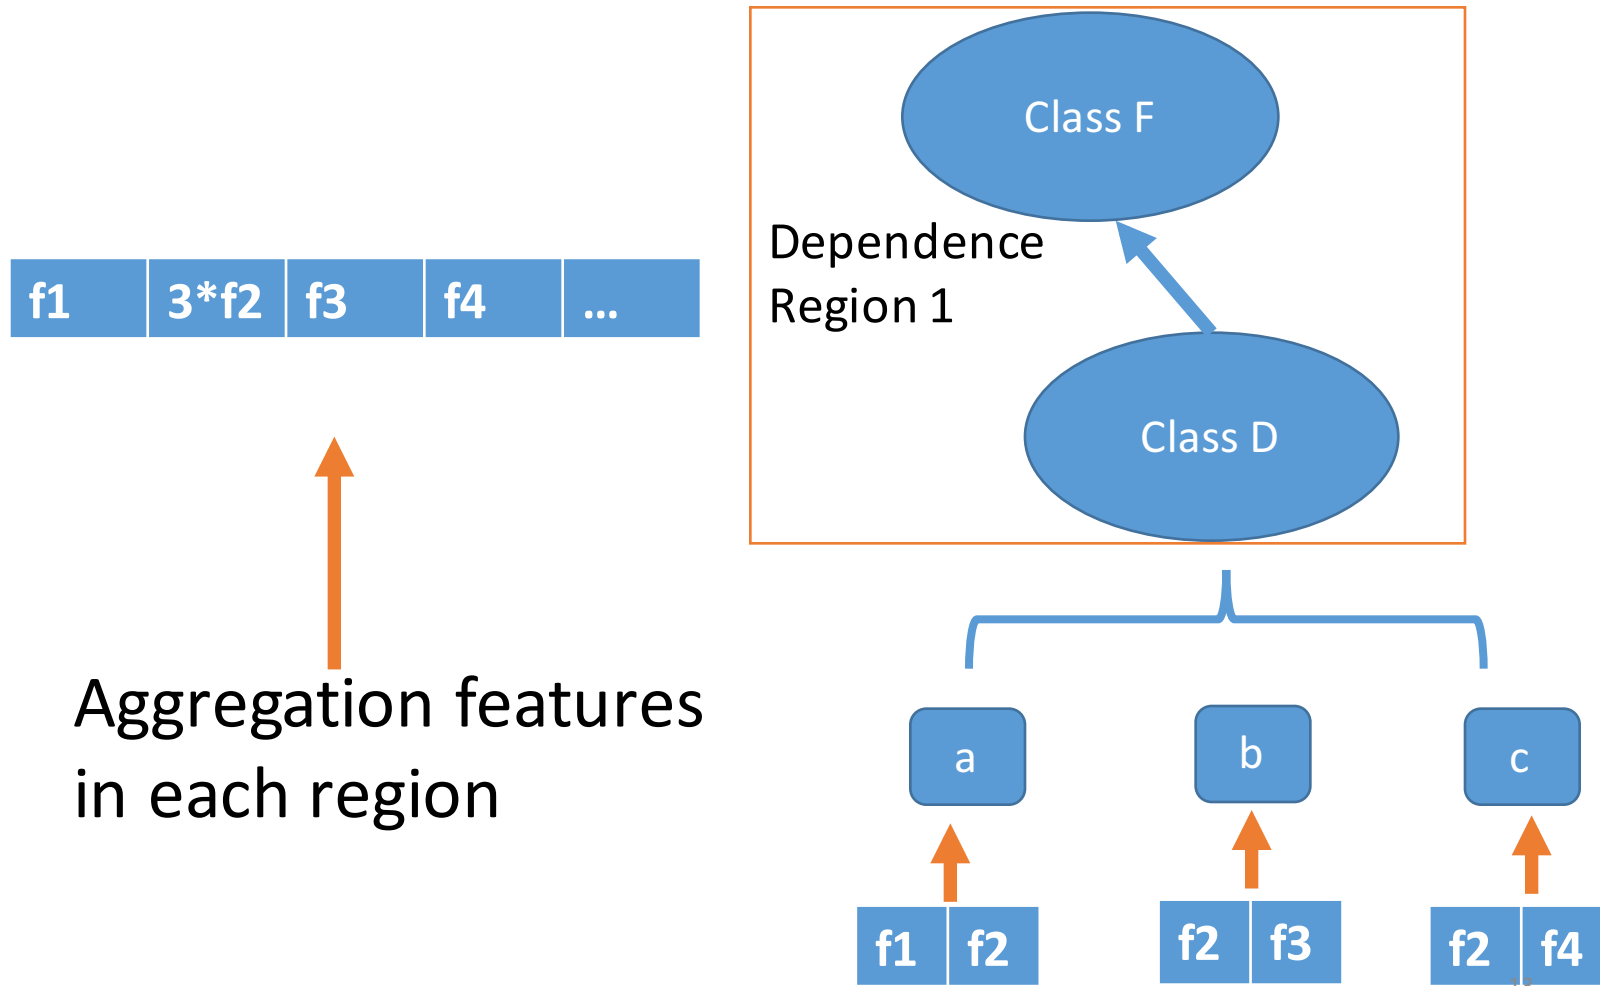 Class F
Dependence
Region 1
f1 3*f2 f3 f4 ...
Class D
Aggregation features
in each region
a b c
f1 f2 f2 f3 f2 f4